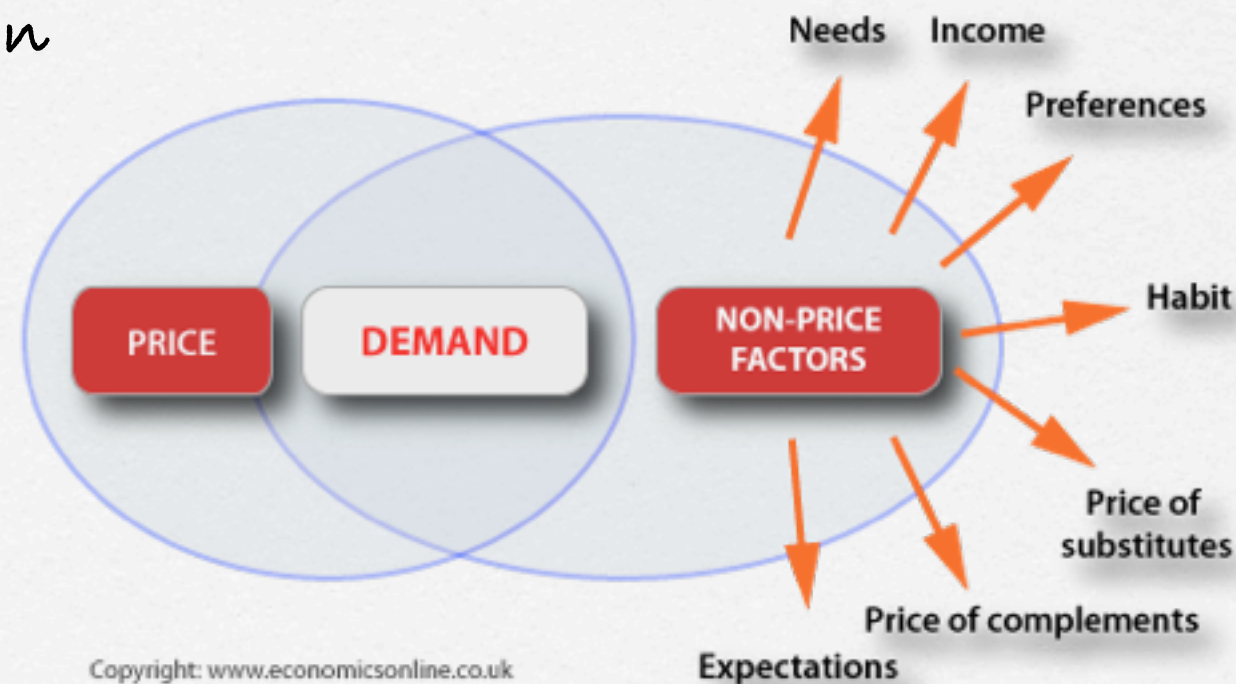 n
Needs
Income
Preferences
Habit
PRICE
DEMAND
NON-PRICE
FACTORS
Price of
substitutes
Price of complements
Expectations
Copyright: www.economicsonline.co.uk